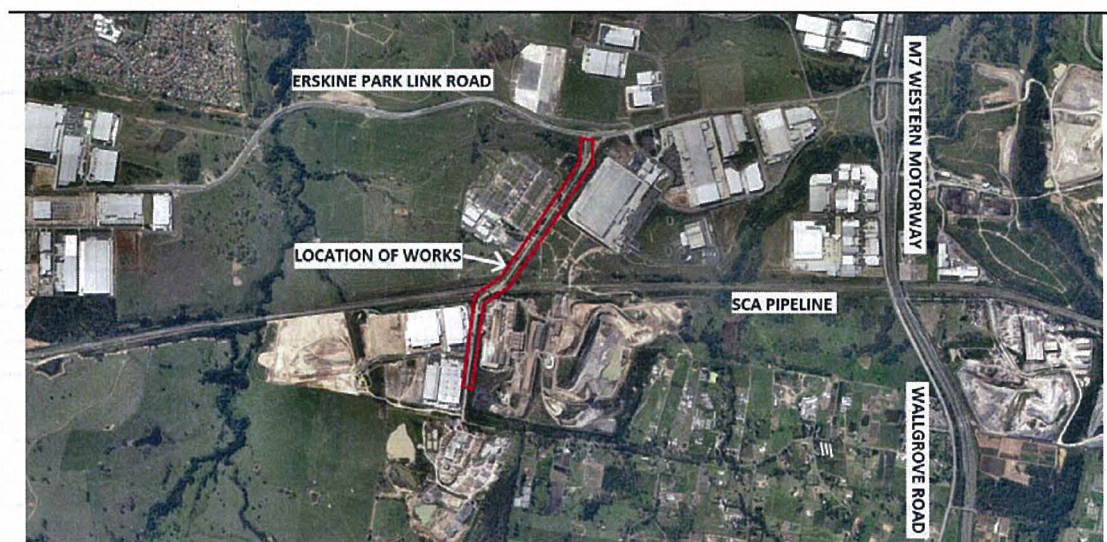 ERSKINE PARK LINK ROAD
M7 WESTERN MOTORWAY
LOCATION OF WORKS
SCA PIPELINE
WALLGROVE ROAD